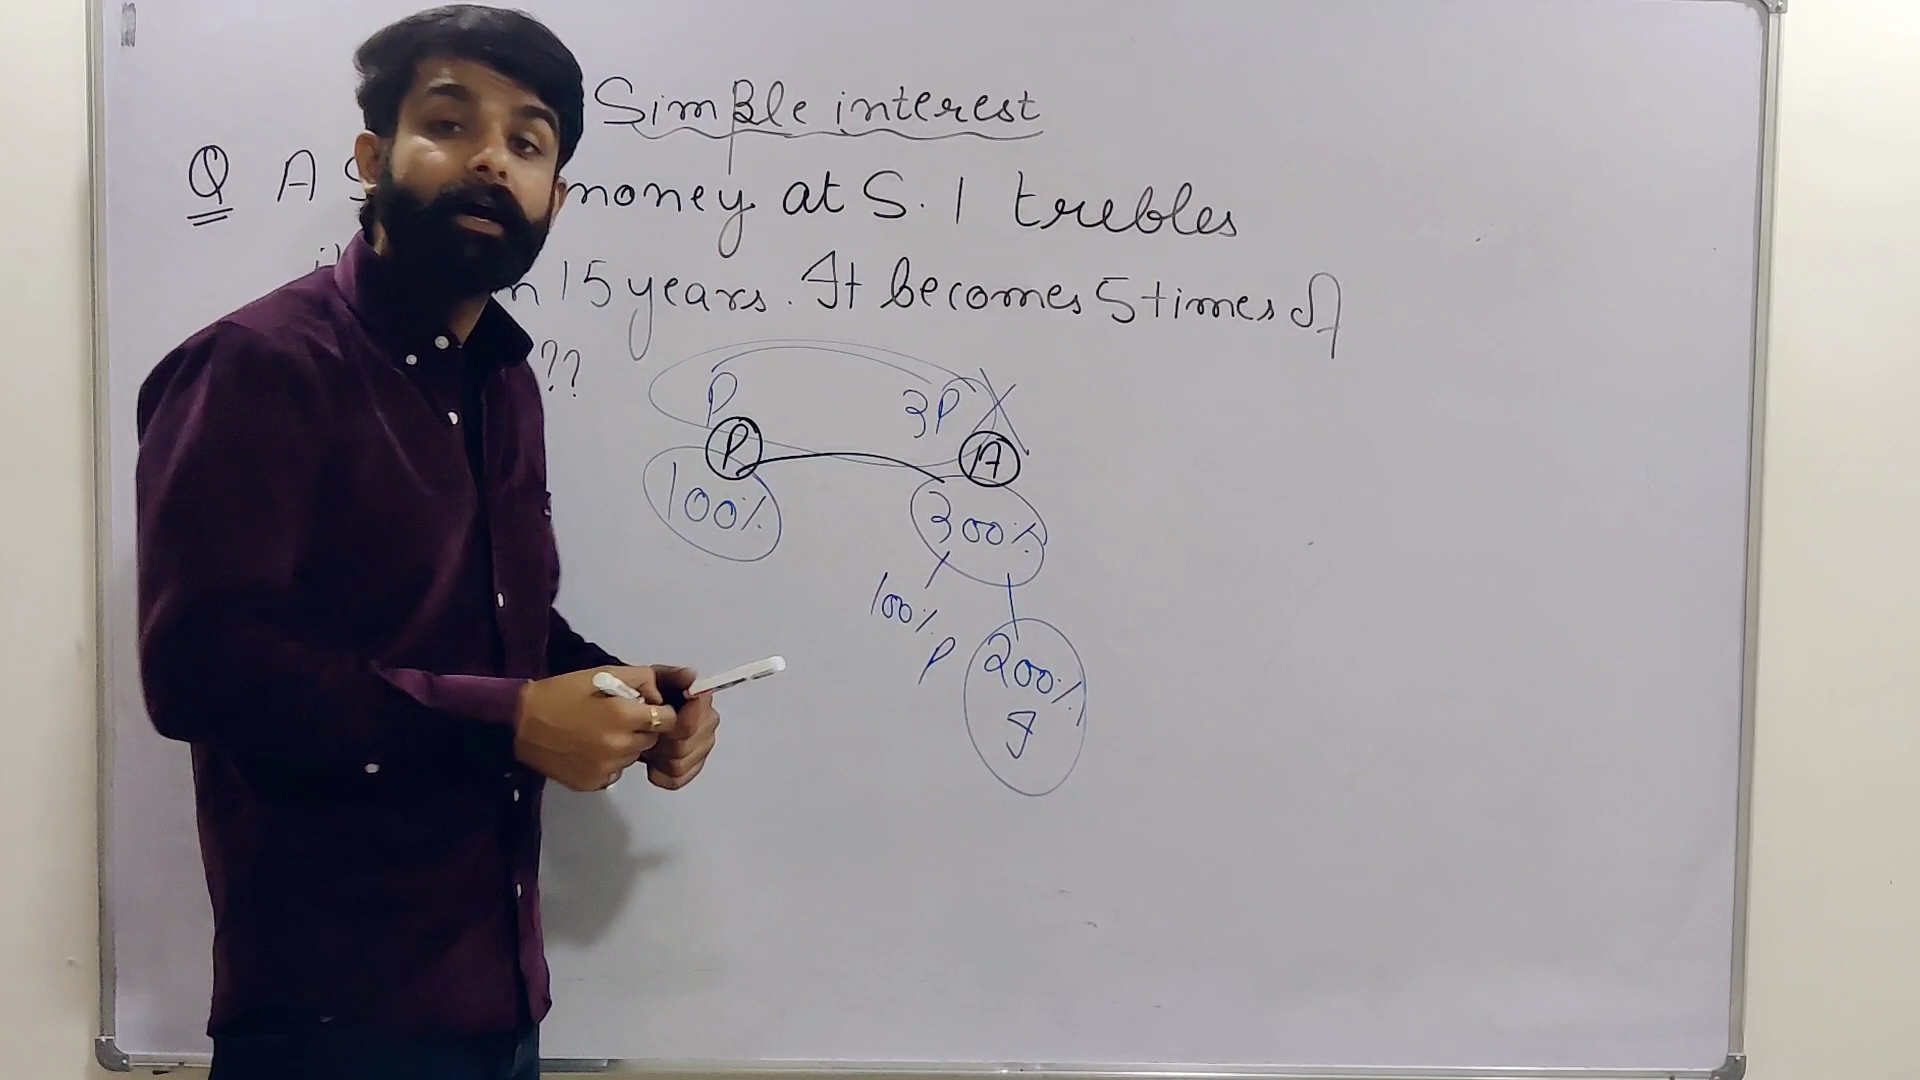 Simple interest
Q A S money at S.I trebles
in 15 years. It becomes 5 times of
??
P 3P
P A
100% 300%
100%
P 200%
I